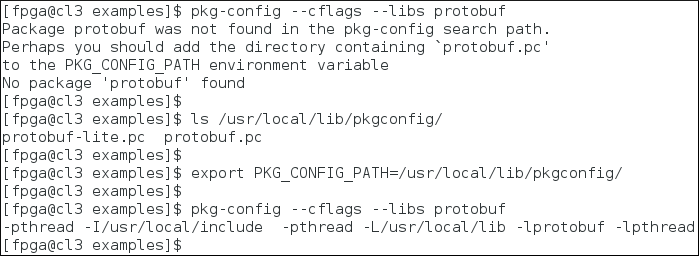 [fpga@cl3 examples]$ pkg-config --cflags --libs protobuf
Package protobuf was not found in the pkg-config search path.
Perhaps you should add the directory containing `protobuf.pc'
to the PKG_CONFIG_PATH environment variable
No package 'protobuf' found
[fpga@cl3 examples]$
[fpga@cl3 examples]$ ls /usr/local/lib/pkgconfig/
protobuf-lite.pc  protobuf.pc
[fpga@cl3 examples]$
[fpga@cl3 examples]$ export PKG_CONFIG_PATH=/usr/local/lib/pkgconfig/
[fpga@cl3 examples]$
[fpga@cl3 examples]$ pkg-config --cflags --libs protobuf
-pthread -I/usr/local/include  -pthread -L/usr/local/lib -lprotobuf -lpthread
[fpga@cl3 examples]$